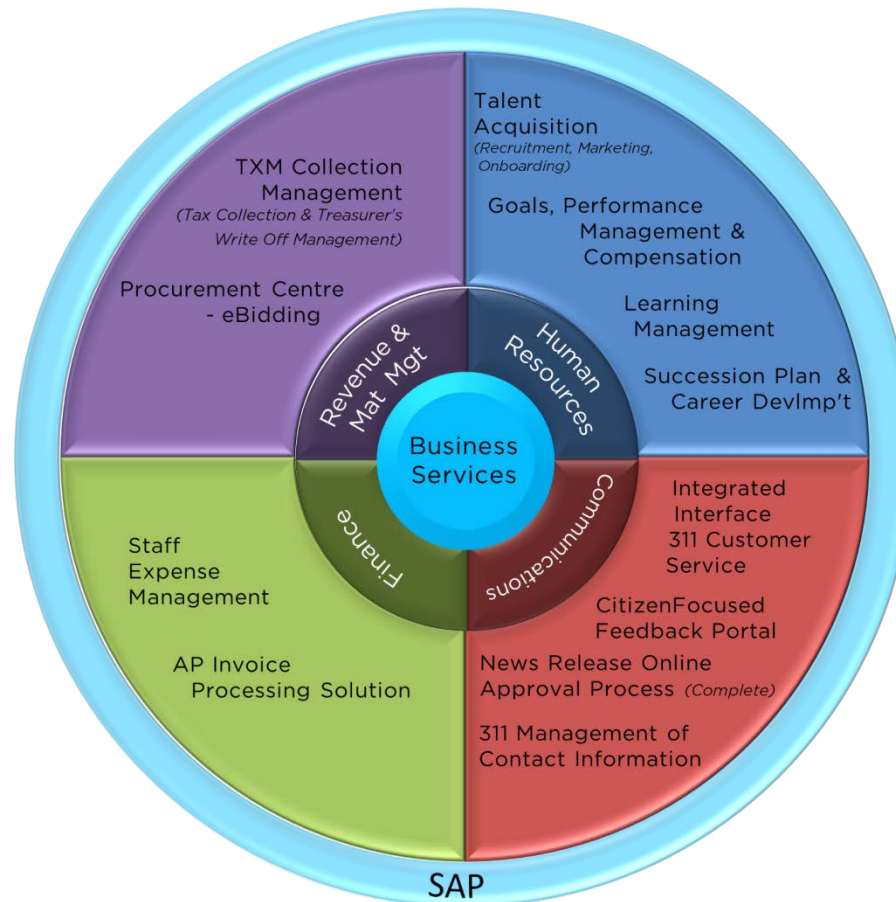 Talent
Acquisition
(Recruitment, Marketing,
Onboarding)
Goals, Performance
Management &
Compensation
Learning
Management
Succession Plan &
Career Devlmp't
TXM Collection
Management
(Tax Collection & Treasurer's
Write Off Management)
Procurement Centre
- eBidding
Revenue &
Mat Mgt
Human
Resources
Business
Services
Finance
Communications
Staff
Expense
Management
AP Invoice
Processing Solution
Integrated
Interface
311 Customer
Service
CitizenFocused
Feedback Portal
News Release Online
Approval Process (Complete)
311 Management of
Contact Information
SAP